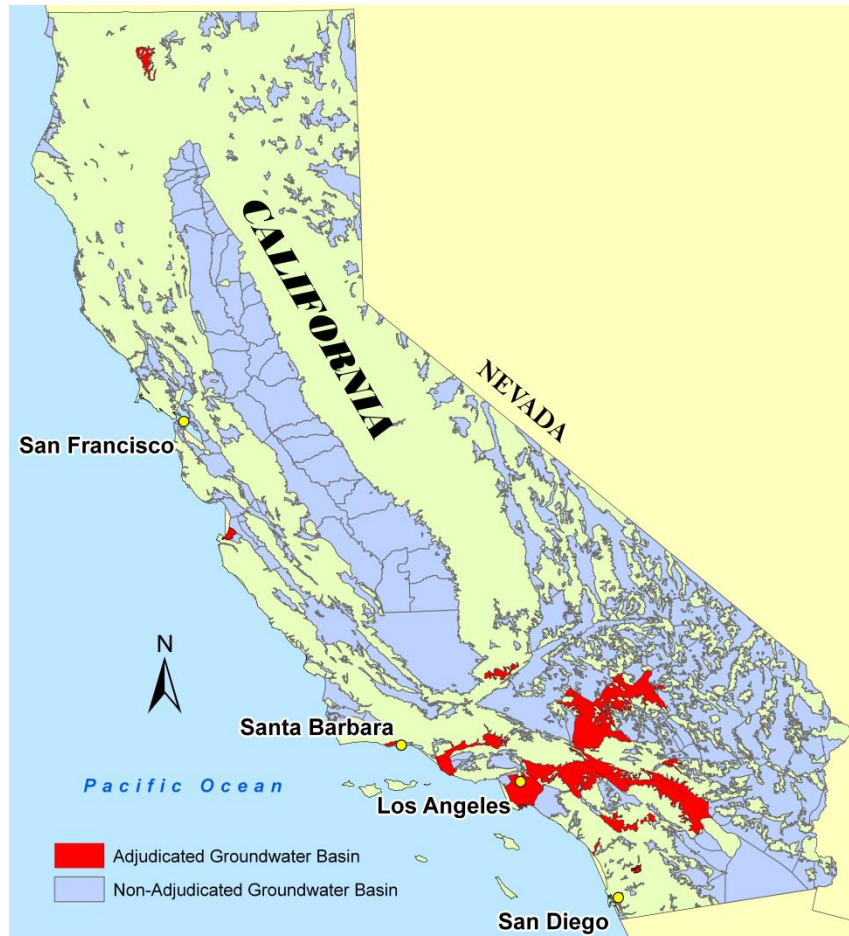 CALIFORNIA
NEVADA
San Francisco
N
Santa Barbara
Pacific Ocean
Los Angeles
Adjudicated Groundwater Basin
Non-Adjudicated Groundwater Basin
San Diego